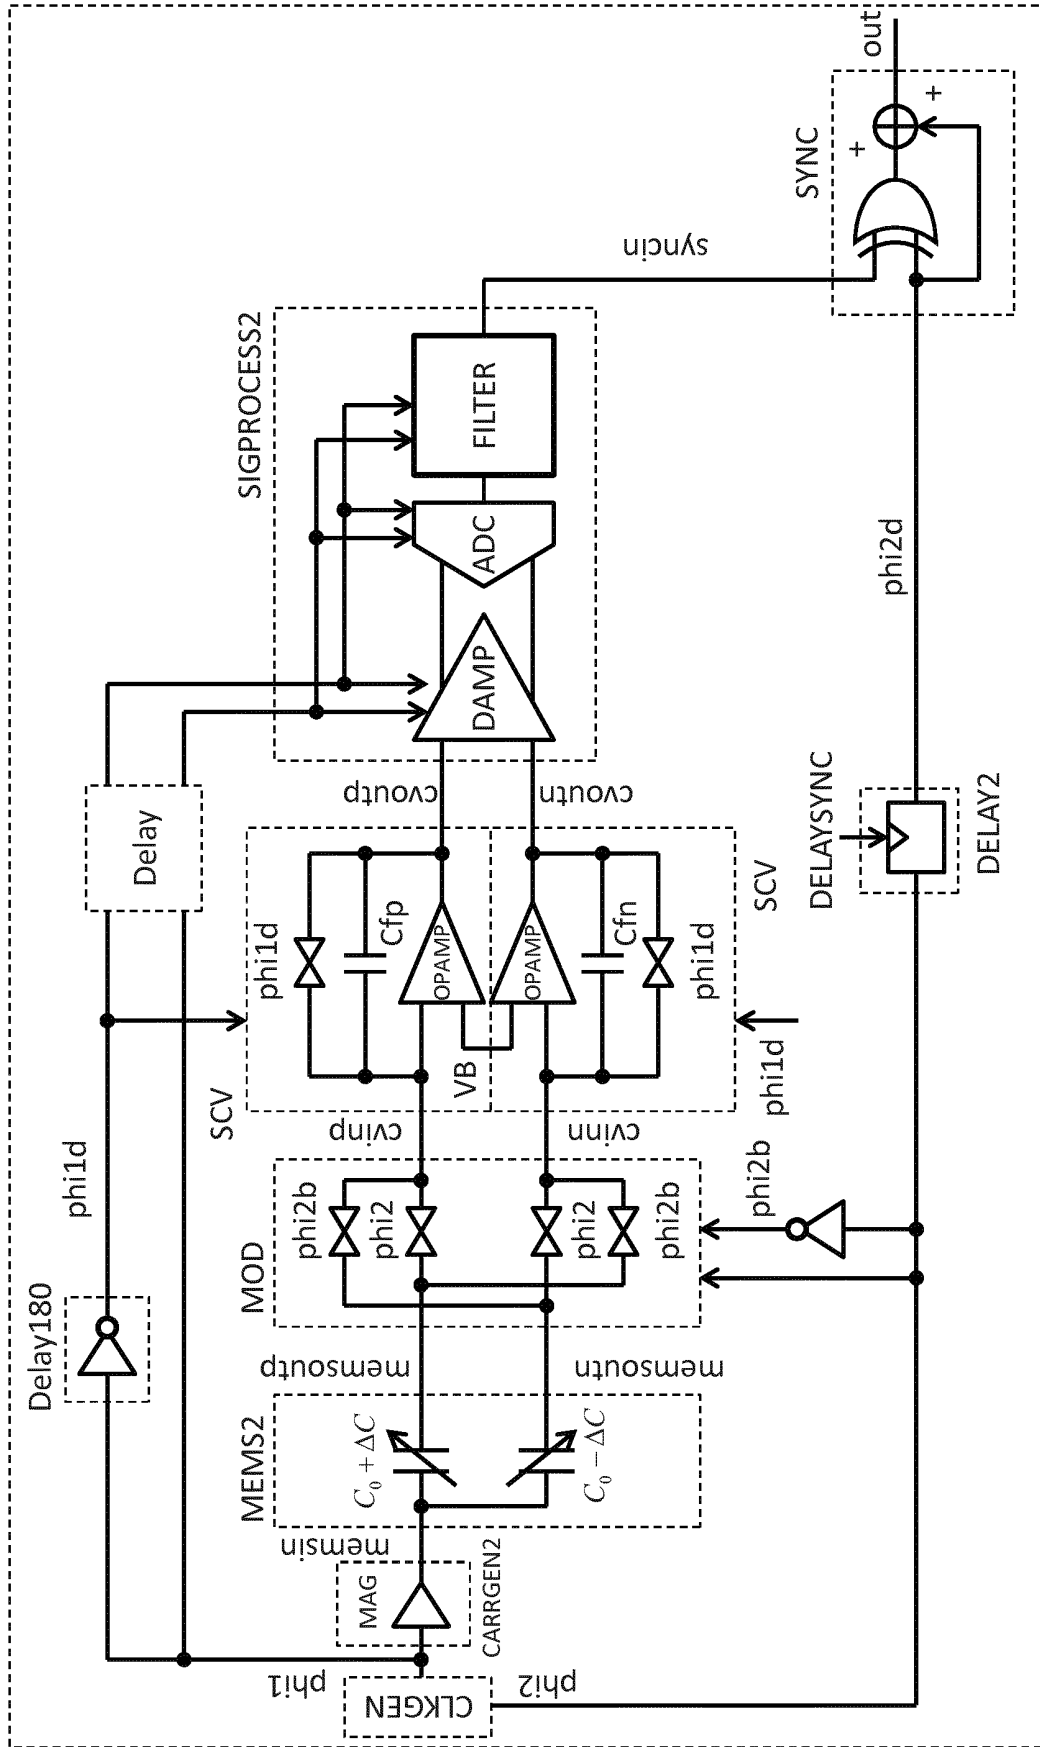 CLKGEN
phi1
phi2
MAG
CARRGEN2
memsin
MEMS2
C₀ + ΔC
C₀ − ΔC
memsoutp
memsoutn
Delay180
phi1d
MOD
phi2b
phi2
phi2
phi2b
phi2b
cvinp
cvinn
SCV
phi1d
Cfp
OPAMP
VB
OPAMP
Cfn
phi1d
SCV
phi1d
Delay
cvoutp
cvoutn
DELAYSYNC
DELAY2
SIGPROCESS2
DAMP
ADC
FILTER
phi2d
syncin
SYNC
+
+
out